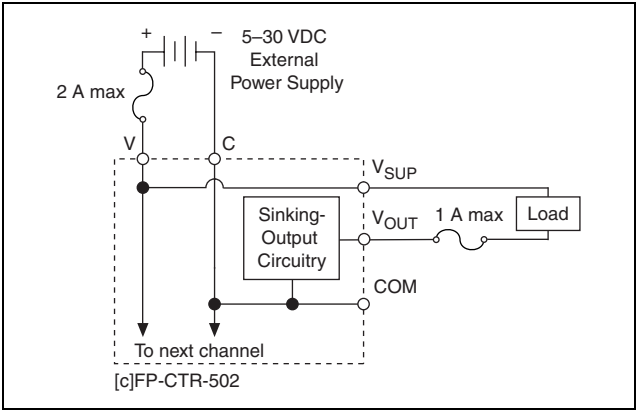 +
–
5–30 VDC
External
Power Supply
2 A max
V
C
VSUP
Sinking-
Output
Circuitry
VOUT
1 A max
Load
COM
To next channel
[c]FP-CTR-502